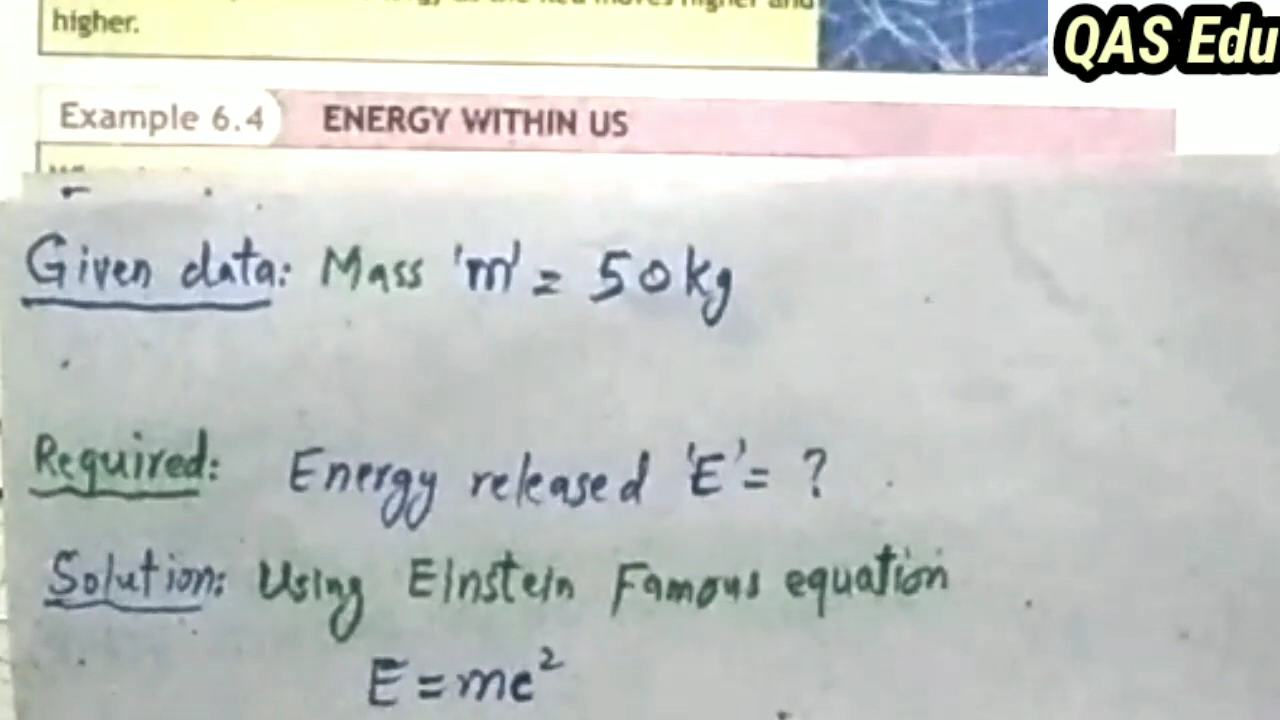 higher.
QAS Edu
Example 6.4 ENERGY WITHIN US
Given data: Mass 'm' = 50kg
Required: Energy released 'E' = ?
Solution: Using Einstein Famous equation
E = mc²